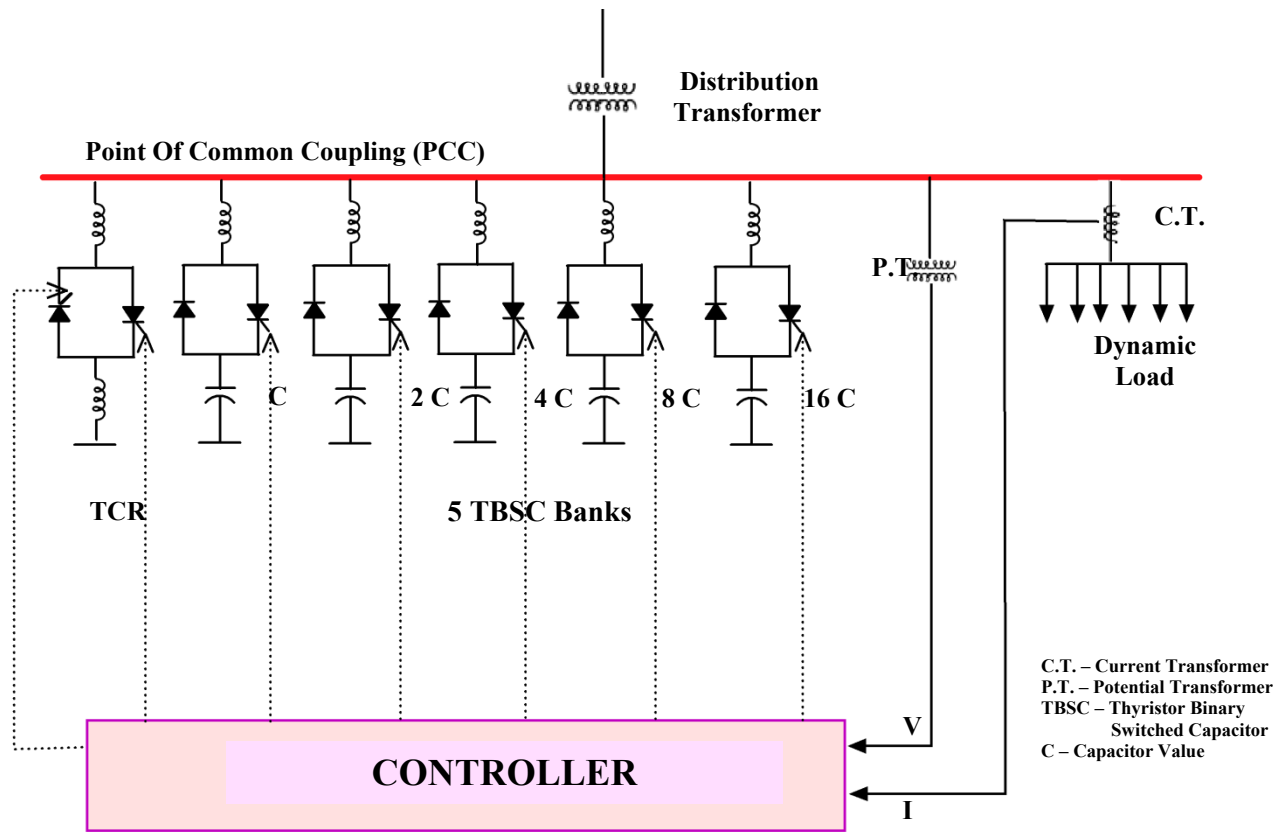 Distribution
Transformer
Point Of Common Coupling (PCC)
C.T.
P.T.
Dynamic
Load
C
2 C
4 C
8 C
16 C
TCR
5 TBSC Banks
C.T. – Current Transformer
P.T. – Potential Transformer
TBSC – Thyristor Binary
Switched Capacitor
C – Capacitor Value
V
CONTROLLER
I